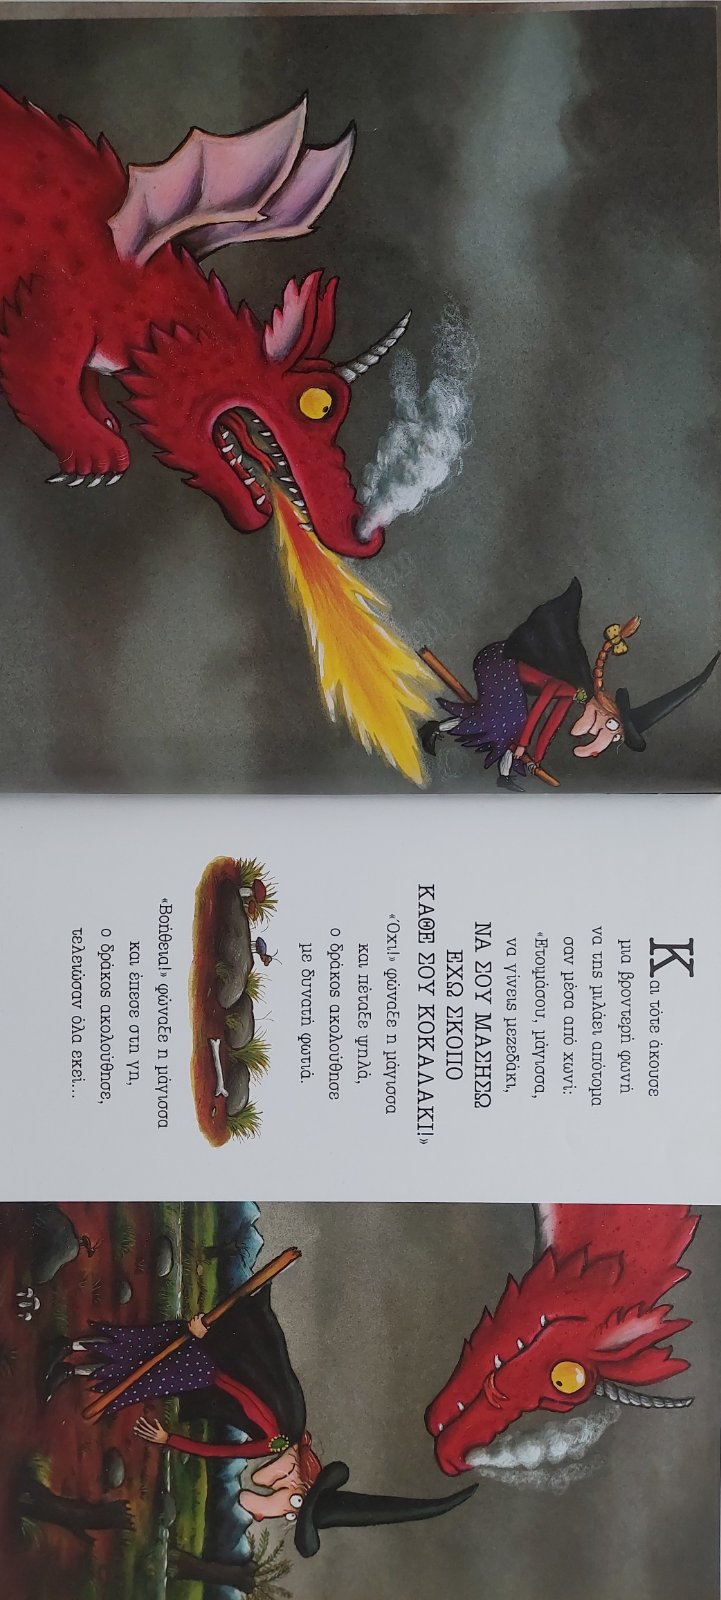 Και τότε άκουσε
μια βροντερή φωνή
να της μιλάει απότομα
σαν μέσα από χωνί:
«Ετοιμάσου, μάγισσα,
να γίνεις μεζεδάκι,
ΝΑ ΣΟΥ ΜΑΣΗΣΩ
ΕΧΩ ΣΚΟΠΟ
ΚΑΘΕ ΣΟΥ ΚΟΚΑΛΑΚΙ!»
«Όχι!» φώναξε η μάγισσα
και πέταξε ψηλά,
ο δράκος ακολούθησε
με δυνατή φωτιά.
«Βοήθεια!» φώναξε η μάγισσα
και έπεσε στη γη,
ο δράκος ακολούθησε,
τελειώσαν όλα εκεί...